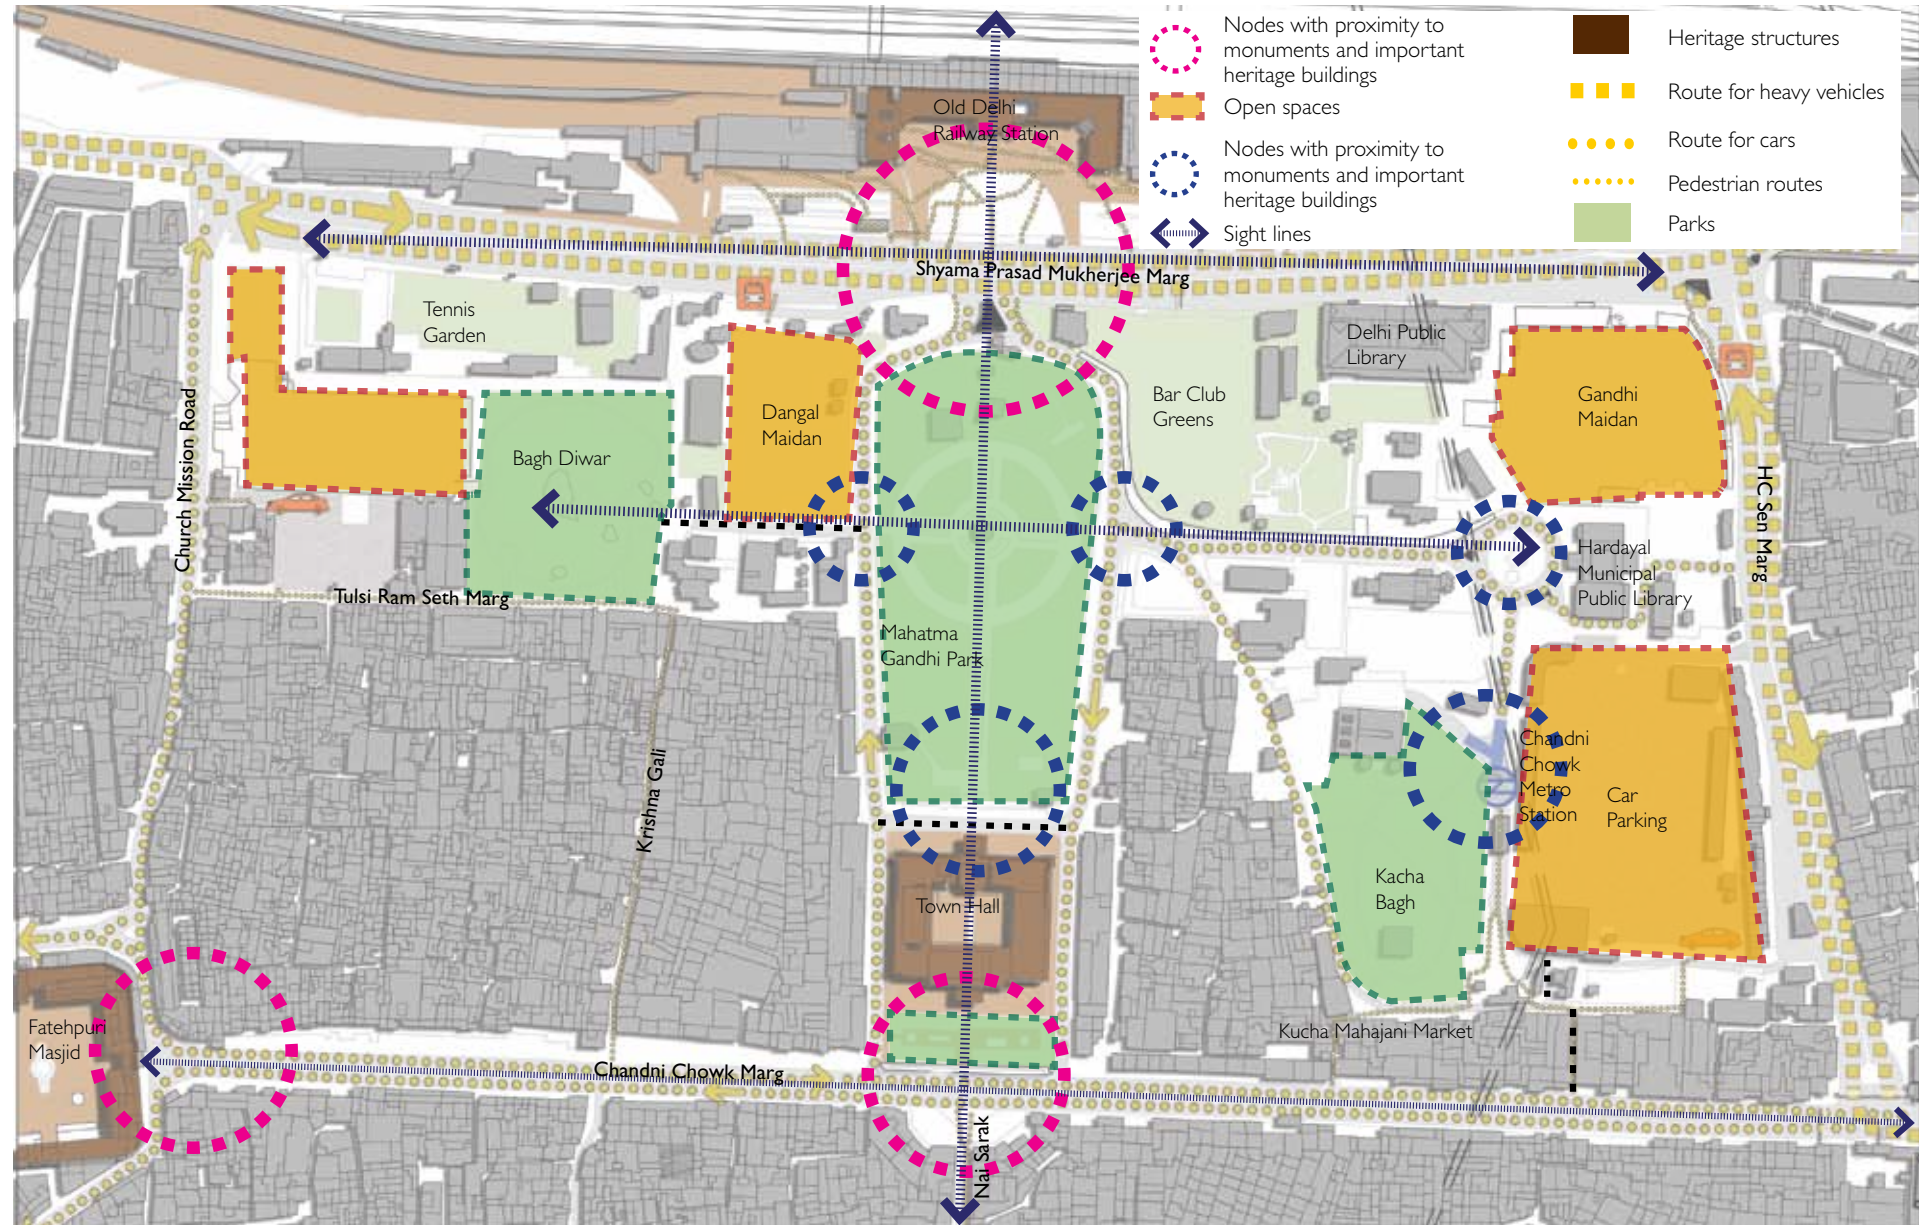 Nodes with proximity to
monuments and important
heritage buildings
Open spaces
Nodes with proximity to
monuments and important
heritage buildings
Sight lines
Heritage structures
Route for heavy vehicles
Route for cars
Pedestrian routes
Parks
Old Delhi
Railway Station
Shyama Prasad Mukherjee Marg
Tennis
Garden
Delhi Public
Library
Bar Club
Greens
Gandhi
Maidan
Dangal
Maidan
Bagh Diwar
Church Mission Road
HC Sen Marg
Hardayal
Municipal
Public Library
Tulsi Ram Seth Marg
Mahatma
Gandhi Park
Krishna Gali
Chandni
Chowk
Metro
Station
Car
Parking
Kacha
Bagh
Town Hall
Fatehpuri
Masjid
Kucha Mahajani Market
Chandni Chowk Marg
Nai Sarak